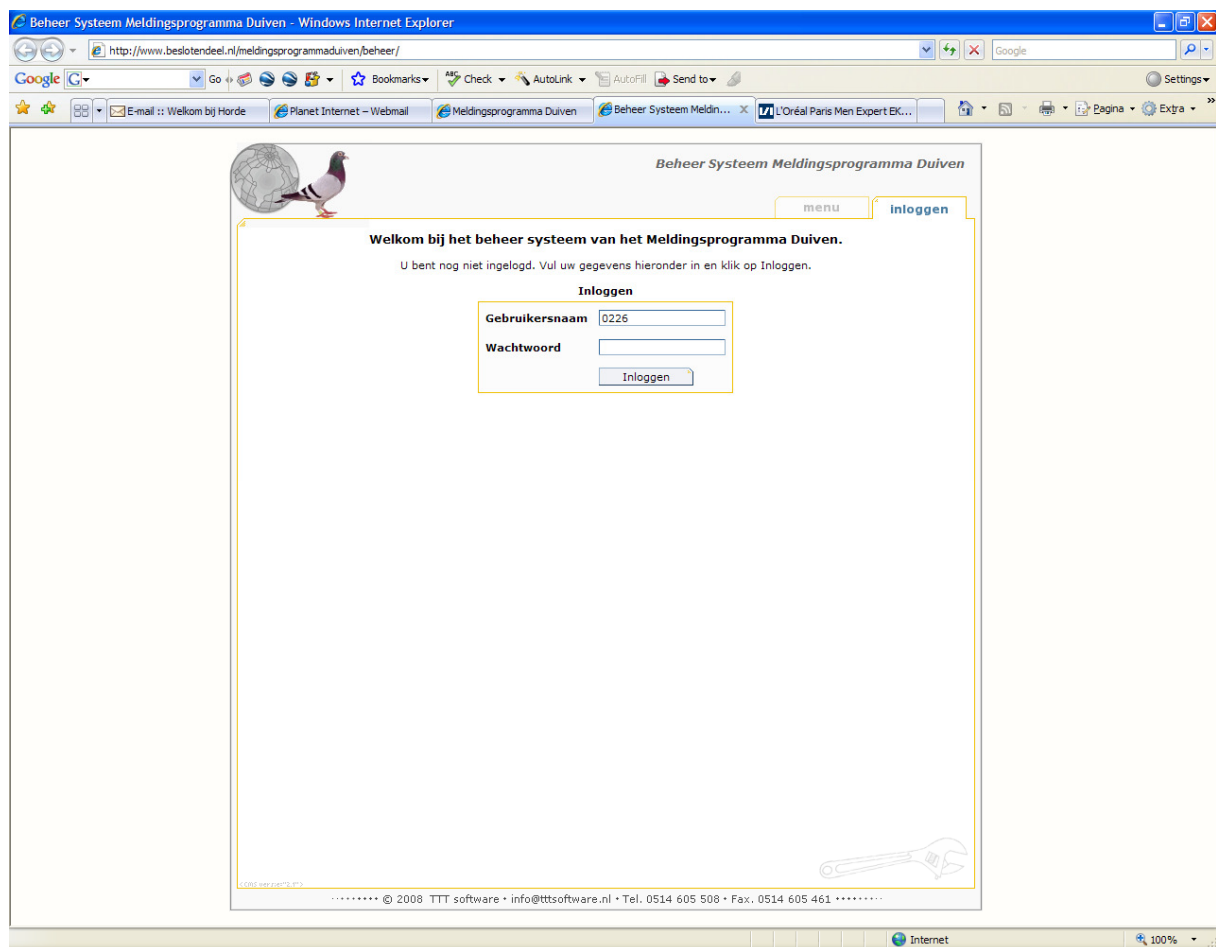 Beheer Systeem Meldingsprogramma Duiven - Windows Internet Explorer
http://www.beslotendeel.nl/meldingsprogrammaduiven/beheer/
Google
Google G Go Bookmarks Check AutoLink AutoFill Send to Settings
E-mail :: Welkom bij Horde Planet Internet – Webmail Meldingsprogramma Duiven Beheer Systeem Meldin... L'Oréal Paris Men Expert EK... Pagina Extra »
Beheer Systeem Meldingsprogramma Duiven
menu inloggen
Welkom bij het beheer systeem van het Meldingsprogramma Duiven.
U bent nog niet ingelogd. Vul uw gegevens hieronder in en klik op Inloggen.
Inloggen
Gebruikersnaam 0226
Wachtwoord
Inloggen
© 2008 TTT software • info@tttsoftware.nl • Tel. 0514 605 508 • Fax. 0514 605 461
Internet 100%